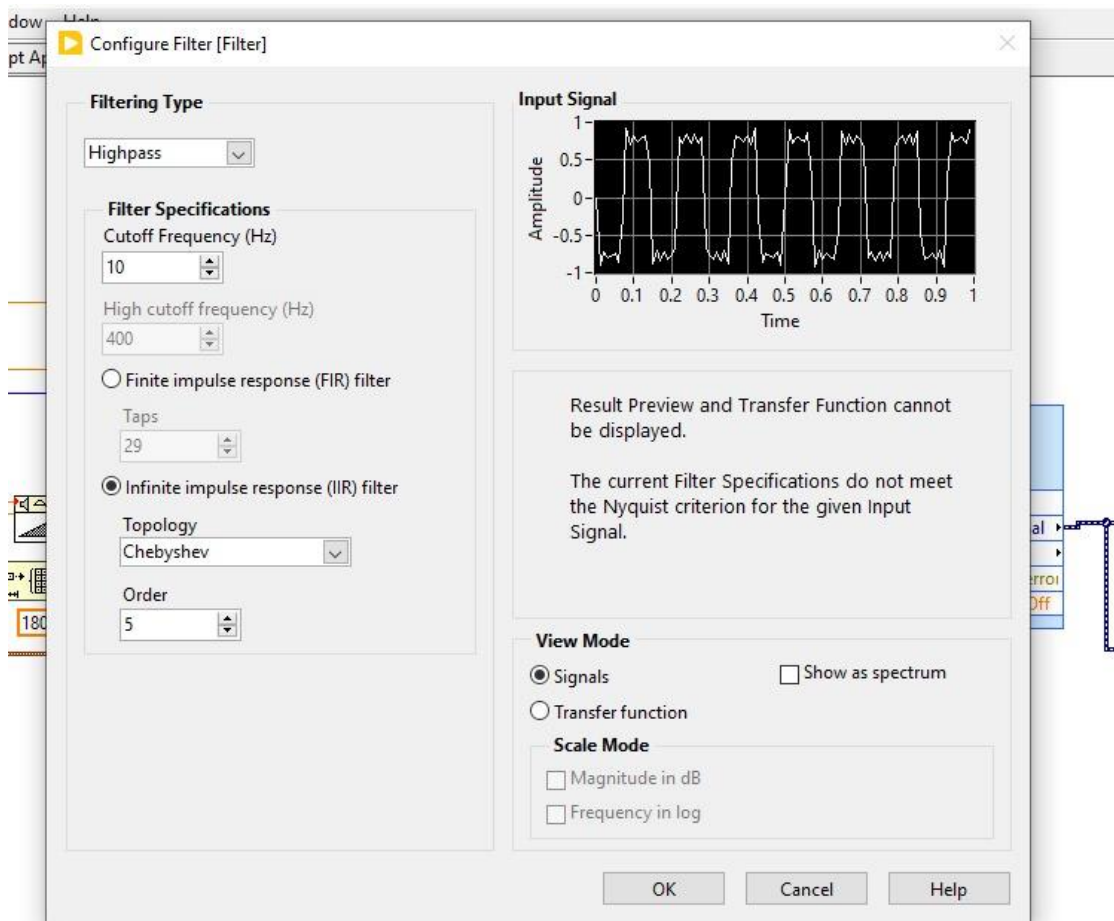 dow Help
pt Ap
Configure Filter [Filter]
Filtering Type
Highpass
Filter Specifications
Cutoff Frequency (Hz)
10
High cutoff frequency (Hz)
400
Finite impulse response (FIR) filter
Taps
29
Infinite impulse response (IIR) filter
Topology
Chebyshev
Order
5
180
Input Signal
Amplitude
1
0.5
0
-0.5
-1
0 0.1 0.2 0.3 0.4 0.5 0.6 0.7 0.8 0.9 1
Time
Result Preview and Transfer Function cannot
be displayed.
The current Filter Specifications do not meet
the Nyquist criterion for the given Input
Signal.
View Mode
Signals
Show as spectrum
Transfer function
Scale Mode
Magnitude in dB
Frequency in log
OK Cancel Help
al
error
Off